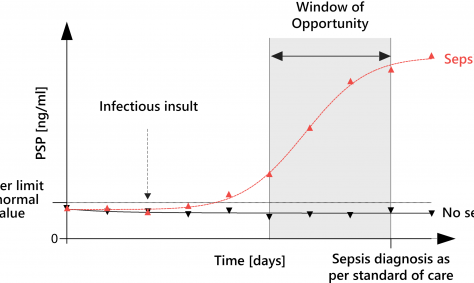 Window of
Opportunity
Seps
Infectious insult
PSP [ng/ml]
er limit
normal
alue
No se
0
Time [days]
Sepsis diagnosis as
per standard of care